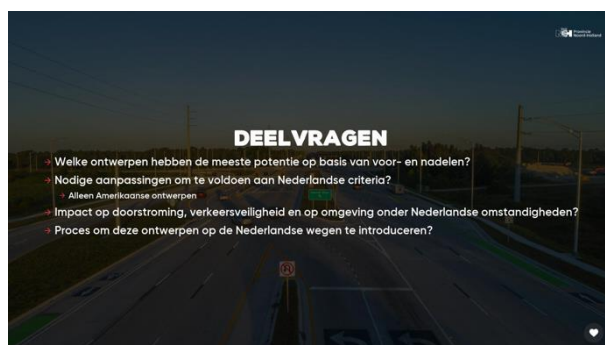 Provincie
Noord-Holland
DEELVRAGEN
→ Welke ontwerpen hebben de meeste potentie op basis van voor- en nadelen?
→ Nodige aanpassingen om te voldoen aan Nederlandse criteria?
→ Alleen Amerikaanse ontwerpen
→ Impact op doorstroming, verkeersveiligheid en op omgeving onder Nederlandse omstandigheden?
→ Proces om deze ontwerpen op de Nederlandse wegen te introduceren?